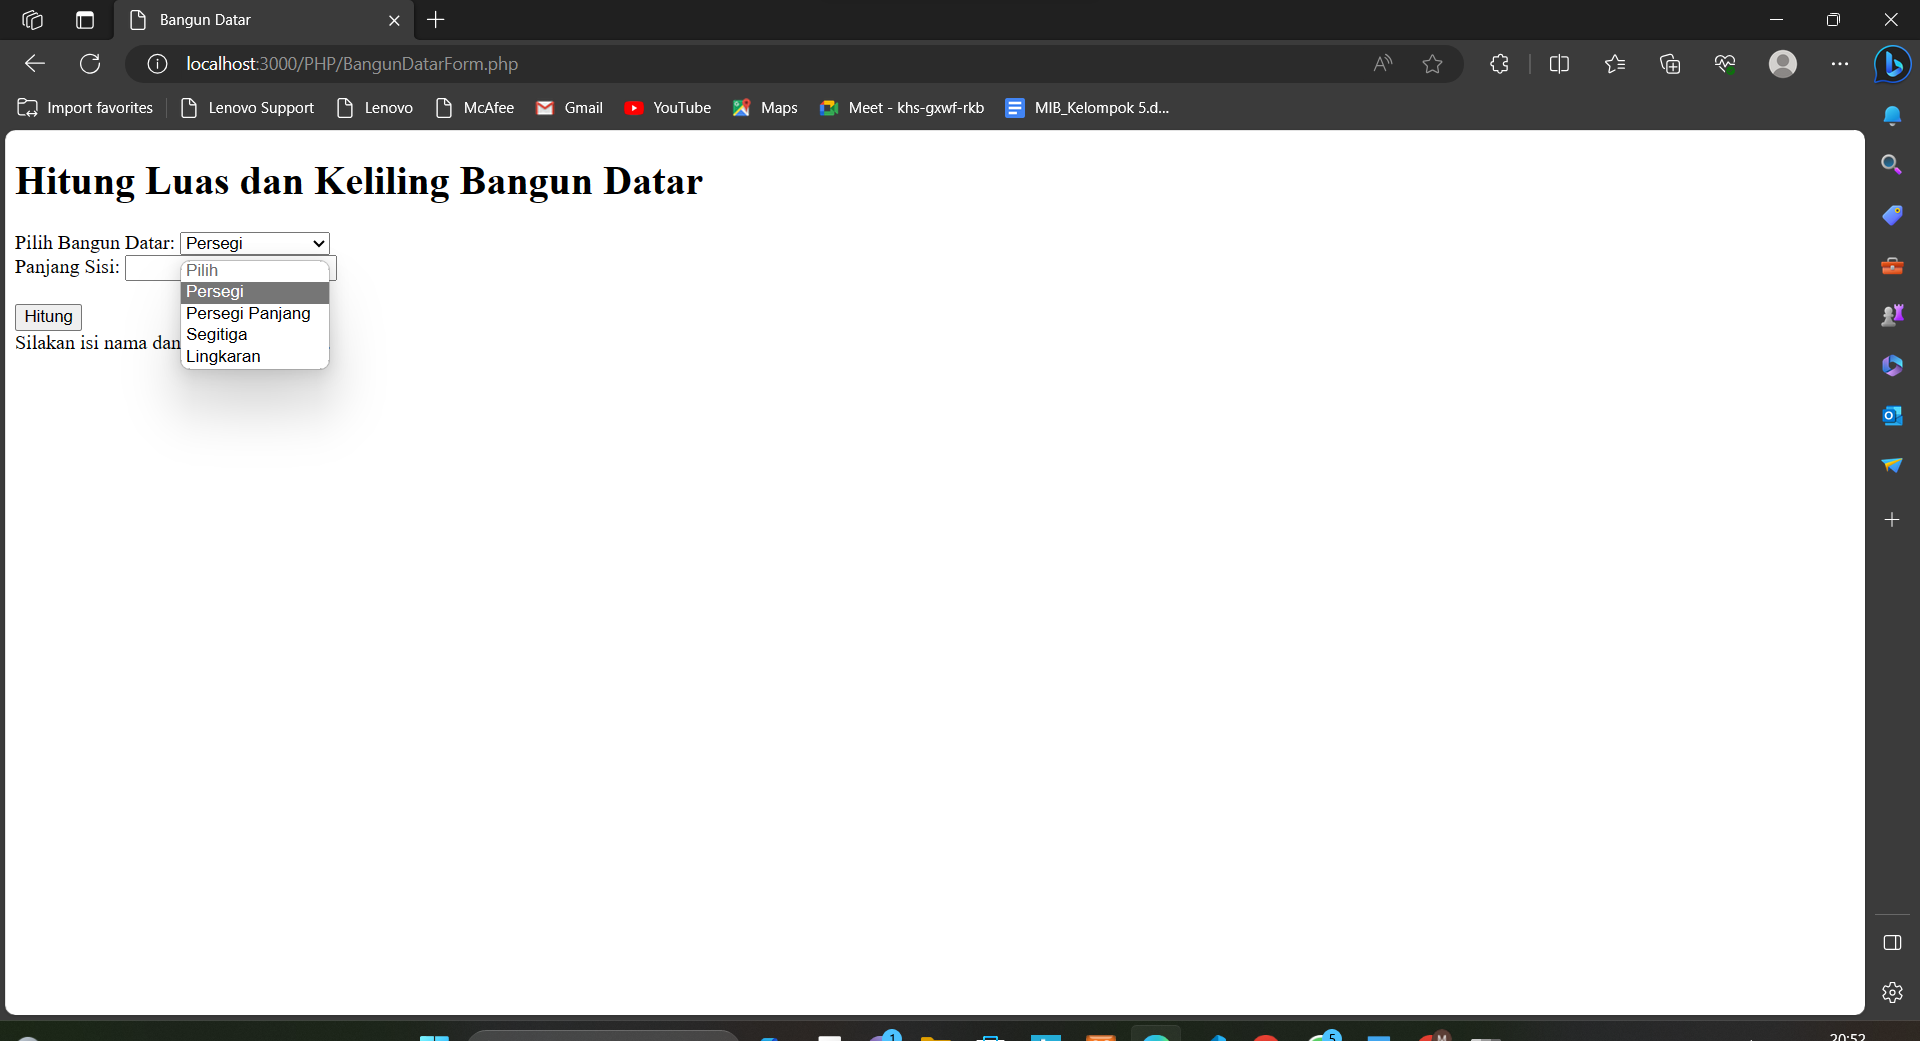 Bangun Datar
localhost:3000/PHP/BangunDatarForm.php
Import favorites Lenovo Support Lenovo McAfee Gmail YouTube Maps Meet - khs-gxwf-rkb MIB_Kelompok 5.d...
Hitung Luas dan Keliling Bangun Datar
Pilih Bangun Datar: Persegi
Panjang Sisi:
Pilih
Persegi
Persegi Panjang
Segitiga
Lingkaran
Hitung
Silakan isi nama dan
1
5
M
20:52